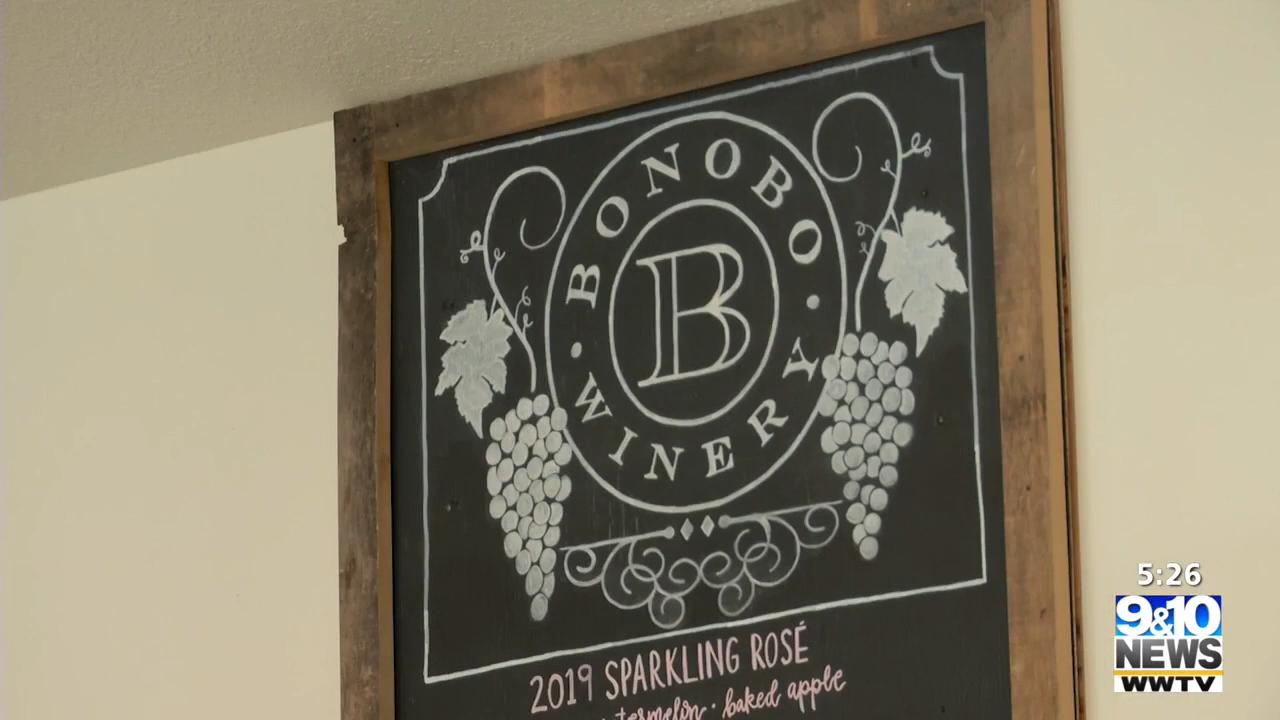 BONOBO
B
WINERY
2019 SPARKLING ROSÉ
· baked apple
5:26
9&10
NEWS
WWTV